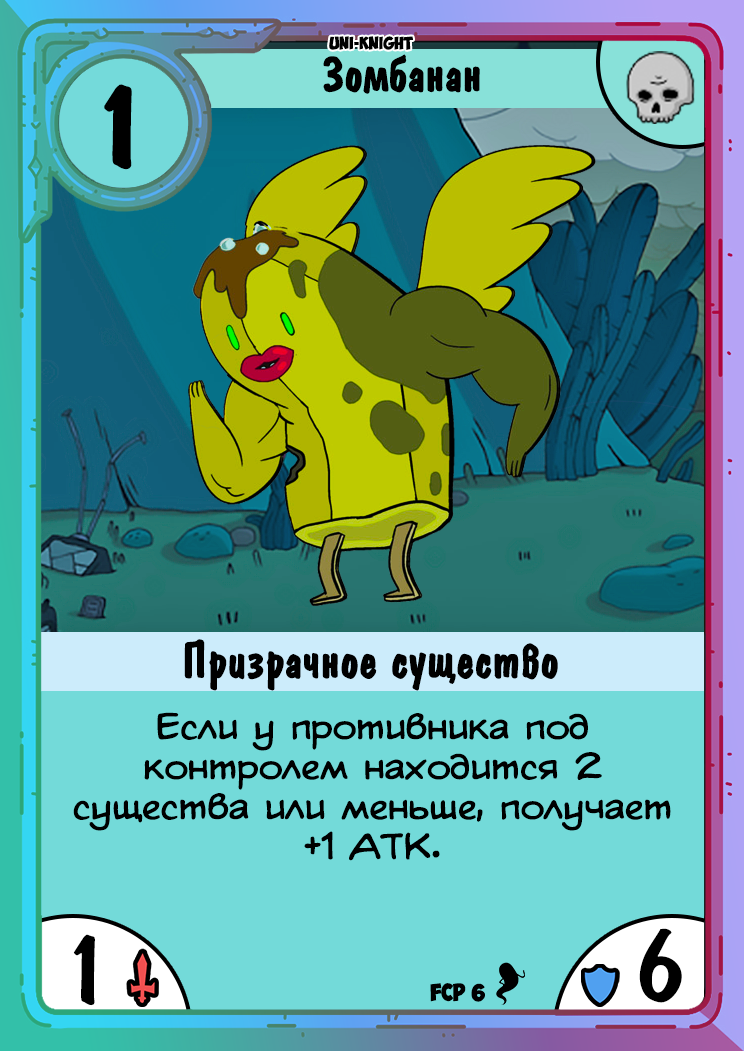 UNI-KNIGHT
Зомбанан
1
Призрачное существо
Если у противника под
контролем находится 2
существа или меньше, получает
+1 АТК.
1
FCP 6
6